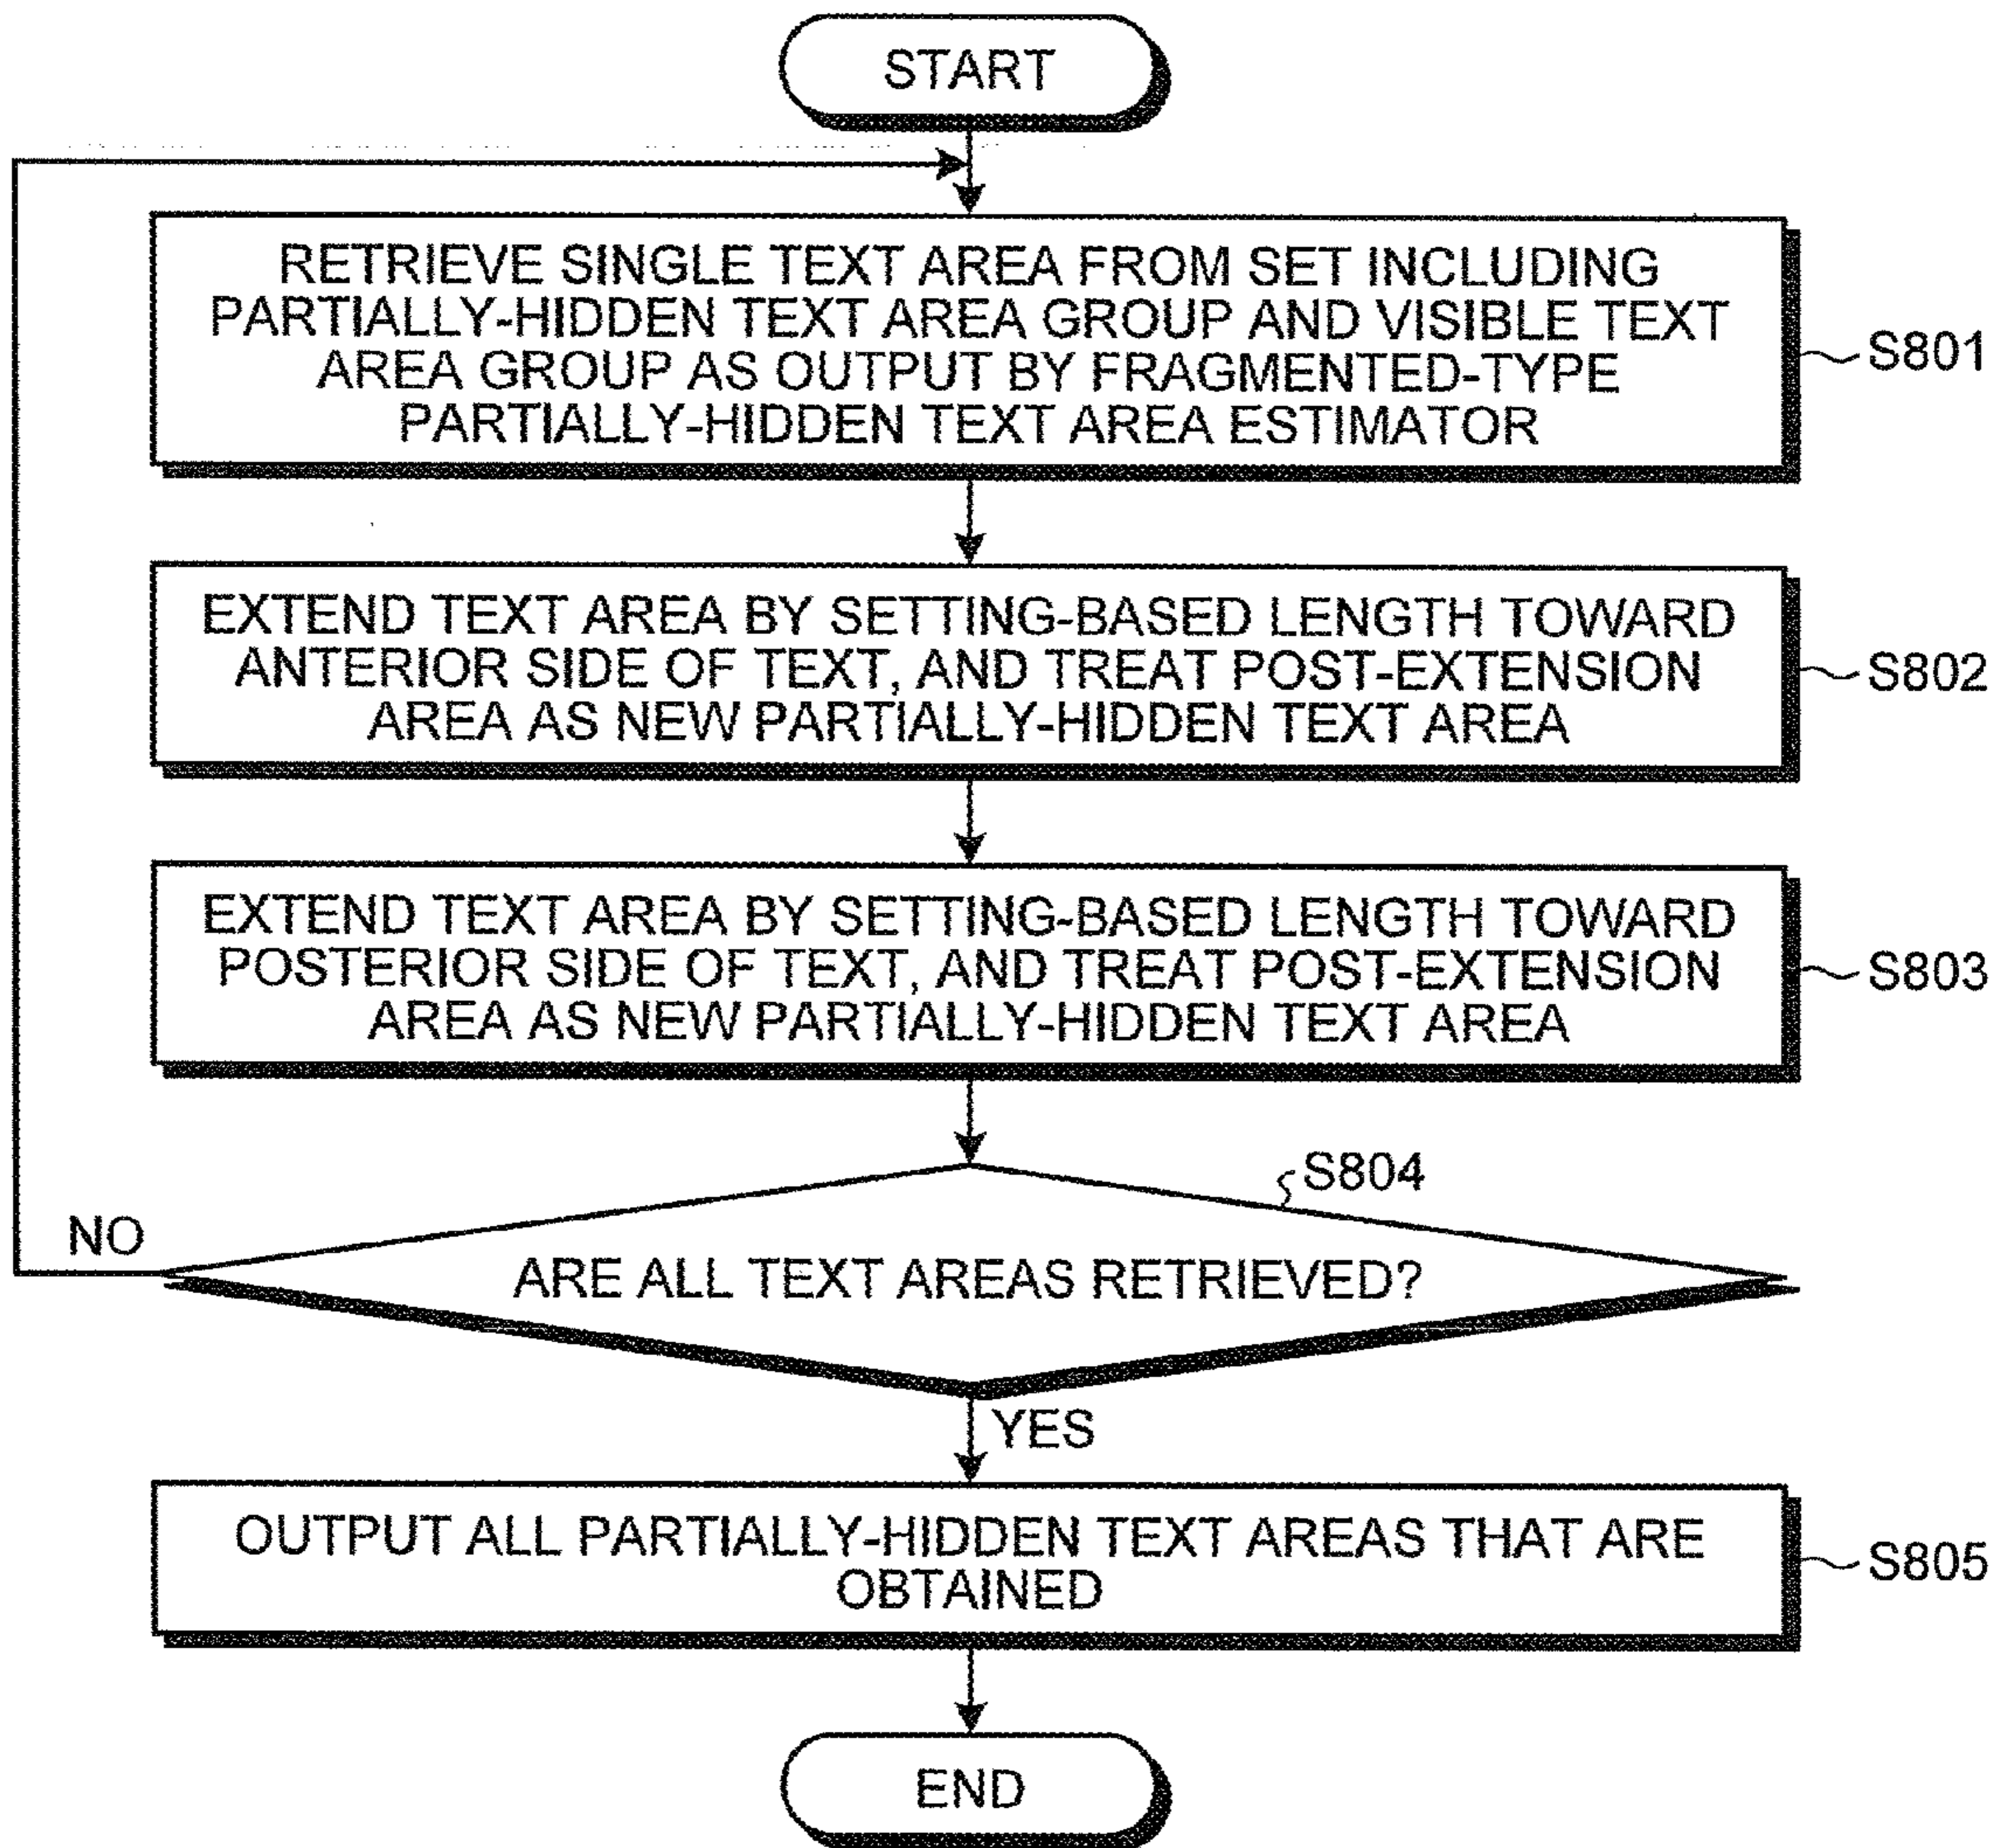 START
RETRIEVE SINGLE TEXT AREA FROM SET INCLUDING
PARTIALLY-HIDDEN TEXT AREA GROUP AND VISIBLE TEXT
AREA GROUP AS OUTPUT BY FRAGMENTED-TYPE
PARTIALLY-HIDDEN TEXT AREA ESTIMATOR
S801
EXTEND TEXT AREA BY SETTING-BASED LENGTH TOWARD
ANTERIOR SIDE OF TEXT, AND TREAT POST-EXTENSION
AREA AS NEW PARTIALLY-HIDDEN TEXT AREA
S802
EXTEND TEXT AREA BY SETTING-BASED LENGTH TOWARD
POSTERIOR SIDE OF TEXT, AND TREAT POST-EXTENSION
AREA AS NEW PARTIALLY-HIDDEN TEXT AREA
S803
S804
NO
ARE ALL TEXT AREAS RETRIEVED?
YES
OUTPUT ALL PARTIALLY-HIDDEN TEXT AREAS THAT ARE
OBTAINED
S805
END